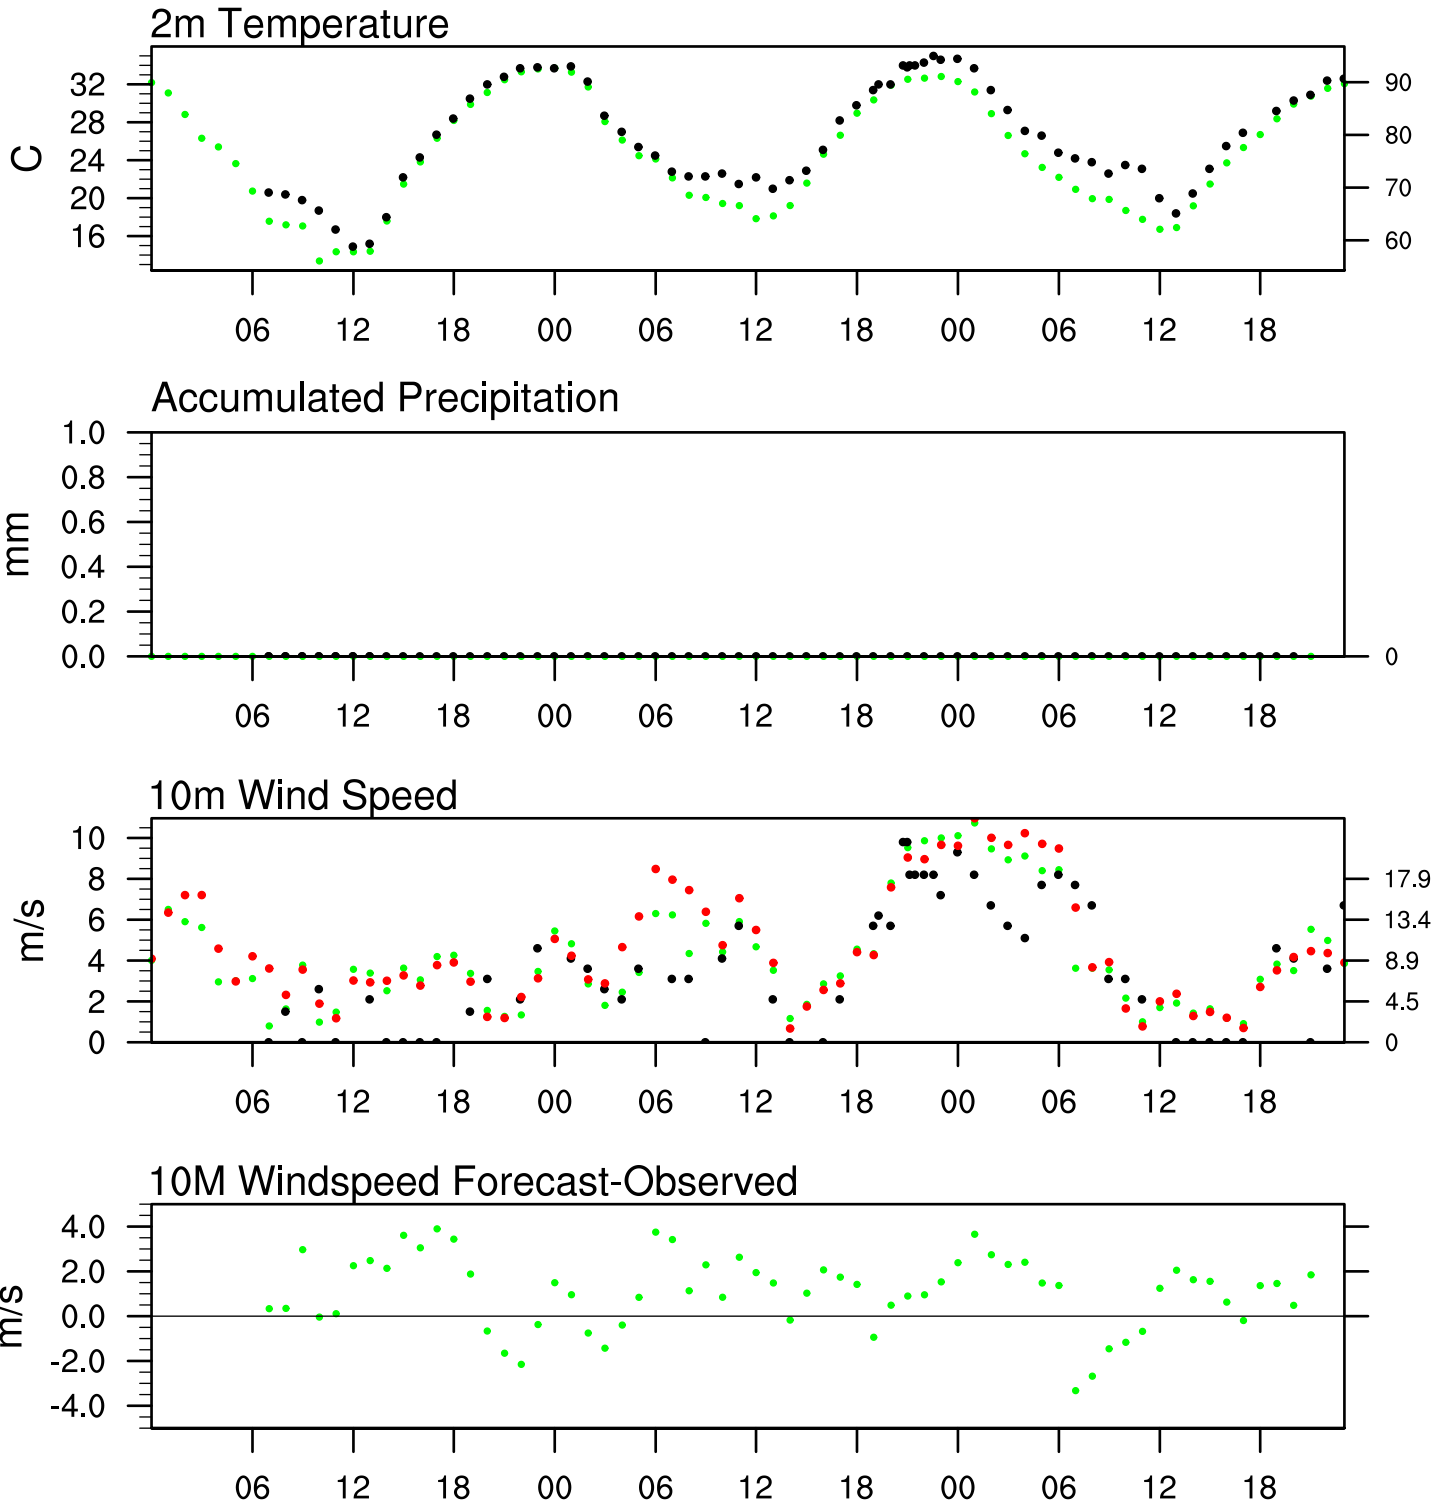 2m Temperature
C
32
28
24
20
16
90
80
70
60
06 12 18 00 06 12 18 00 06 12 18
Accumulated Precipitation
mm
1.0
0.8
0.6
0.4
0.2
0.0
0
06 12 18 00 06 12 18 00 06 12 18
10m Wind Speed
m/s
10
8
6
4
2
0
17.9
13.4
8.9
4.5
0
06 12 18 00 06 12 18 00 06 12 18
10M Windspeed Forecast-Observed
m/s
4.0
2.0
0.0
-2.0
-4.0
06 12 18 00 06 12 18 00 06 12 18